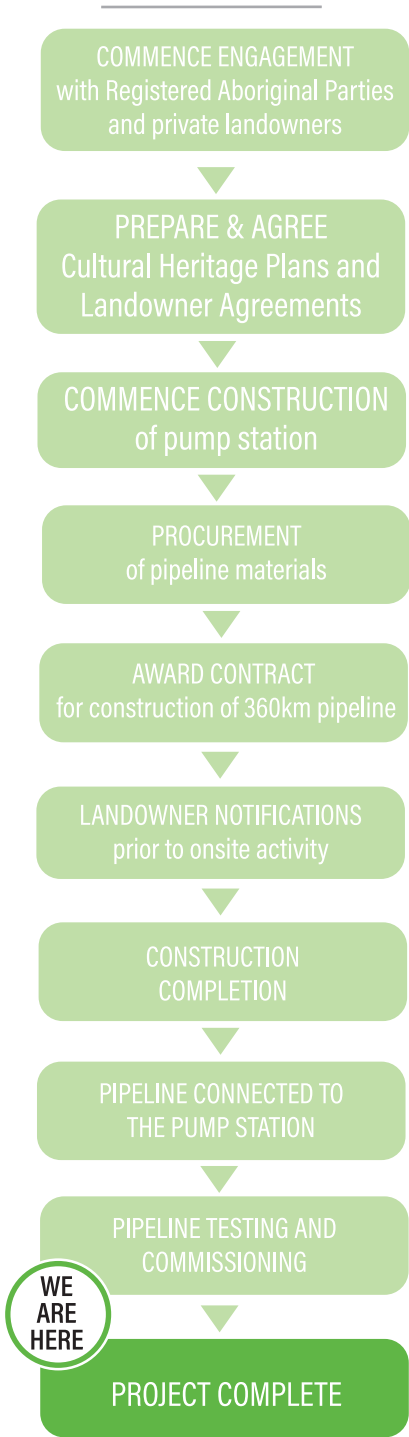 COMMENCE ENGAGEMENT
with Registered Aboriginal Parties
and private landowners
PREPARE & AGREE
Cultural Heritage Plans and
Landowner Agreements
COMMENCE CONSTRUCTION
of pump station
PROCUREMENT
of pipeline materials
AWARD CONTRACT
for construction of 360km pipeline
LANDOWNER NOTIFICATIONS
prior to onsite activity
CONSTRUCTION
COMPLETION
PIPELINE CONNECTED TO
THE PUMP STATION
PIPELINE TESTING AND
COMMISSIONING
WE
ARE
HERE
PROJECT COMPLETE